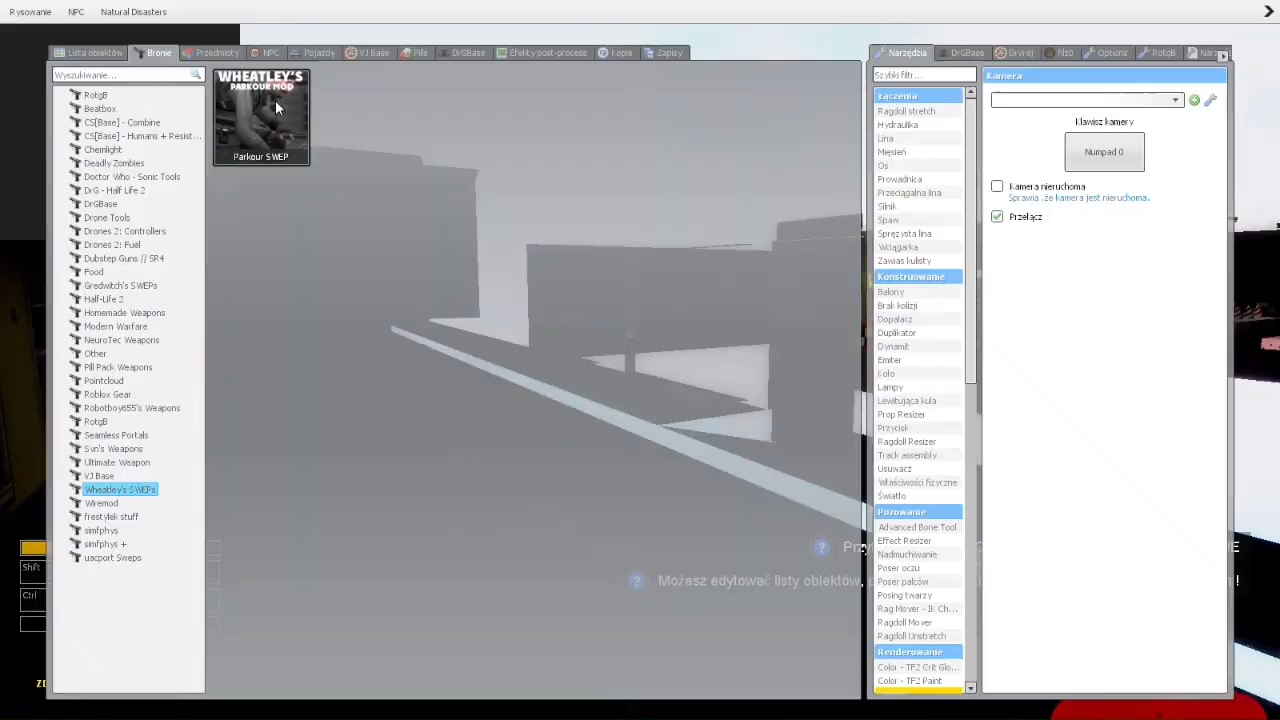 Rysowanie NPC Natural Disasters
Lista obiektów Bronie Przedmioty NPC Pojazdy VJ Base Pills DrGBase Efekty post-process Kopie Zapisy
Narzędzia DrGBase DrVrej Options RotgB
Wyszukiwanie...
RotgB
Beatbox
CS[Base] - Combine
CS[Base] - Humans + Resist...
Chemlight
Deadly Zombies
Doctor Who - Sonic Tools
DrG - Half Life 2
DrGBase
Drone Tools
Drones 2: Controllers
Drones 2: Fuel
Dubstep Guns // SR4
Food
Gredwitch's SWEPs
Half-Life 2
Homemade Weapons
Modern Warfare
NeuroTec Weapons
Other
Pill Pack Weapons
Pointcloud
Roblox Gear
Robotboy655's Weapons
RotgB
Seamless Portals
Svn's Weapons
Ultimate Weapon
VJ Base
Wheatley's SWEPs
Wiremod
frestylek stuff
simfphys
simfphys +
uacport Sweps
WHEATLEY'S
PARKOUR MOD
Parkour SWEP
Szybki filtr...
Łączenia
Ragdoll stretch
Hydraulika
Lina
Mięsień
Oś
Prowadnica
Przeciągalna lina
Silnik
Spaw
Sprężysta lina
Wciągarka
Zawias kulisty
Konstruowanie
Balony
Brak kolizji
Dopalacz
Duplikator
Dynamit
Emiter
Koło
Lampy
Lewitująca kula
Prop Resizer
Przycisk
Ragdoll Resizer
Track assembly
Usuwacz
Właściwości fizyczne
Światło
Pozowanie
Advanced Bone Tool
Effect Resizer
Nadmuchiwanie
Poser oczu
Poser palców
Posing twarzy
Rag Mover - Ik Ch...
Ragdoll Mover
Ragdoll Unstretch
Renderowanie
Color - TF2 Crit Glo...
Color - TF2 Paint
Kamera
Klawisz kamery
Numpad 0
Kamera nieruchoma
Sprawia ,że kamera jest nieruchoma.
Przełącz
Shft
Ctrl
Możesz edytować listy obiektów,